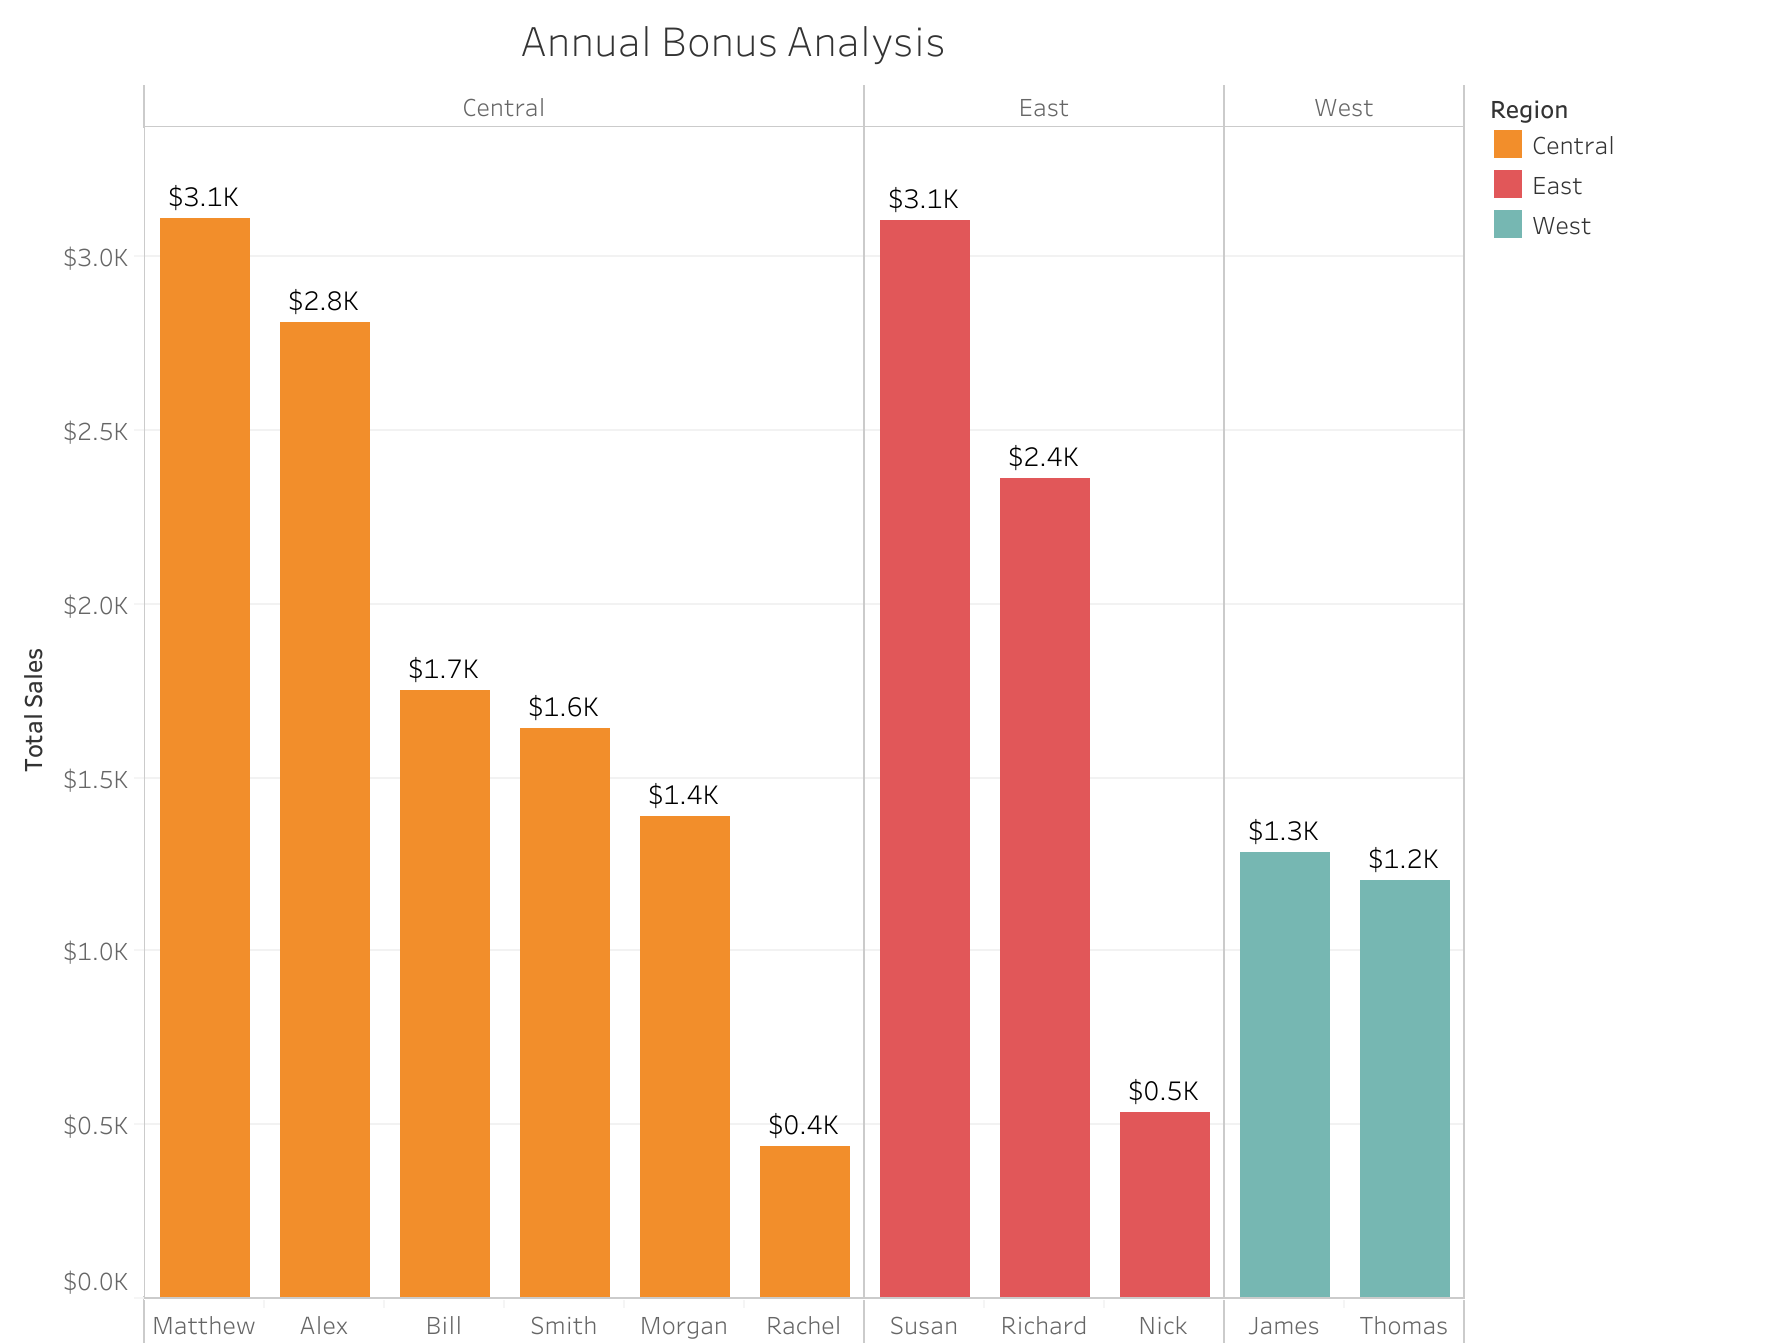 Annual Bonus Analysis
Central East West
Region
Central
East
West
$3.1K
$2.8K
$1.7K
$1.6K
$1.4K
$0.4K
$3.1K
$2.4K
$0.5K
$1.3K
$1.2K
$3.0K
$2.5K
$2.0K
$1.5K
$1.0K
$0.5K
$0.0K
Total Sales
Matthew Alex Bill Smith Morgan Rachel Susan Richard Nick James Thomas